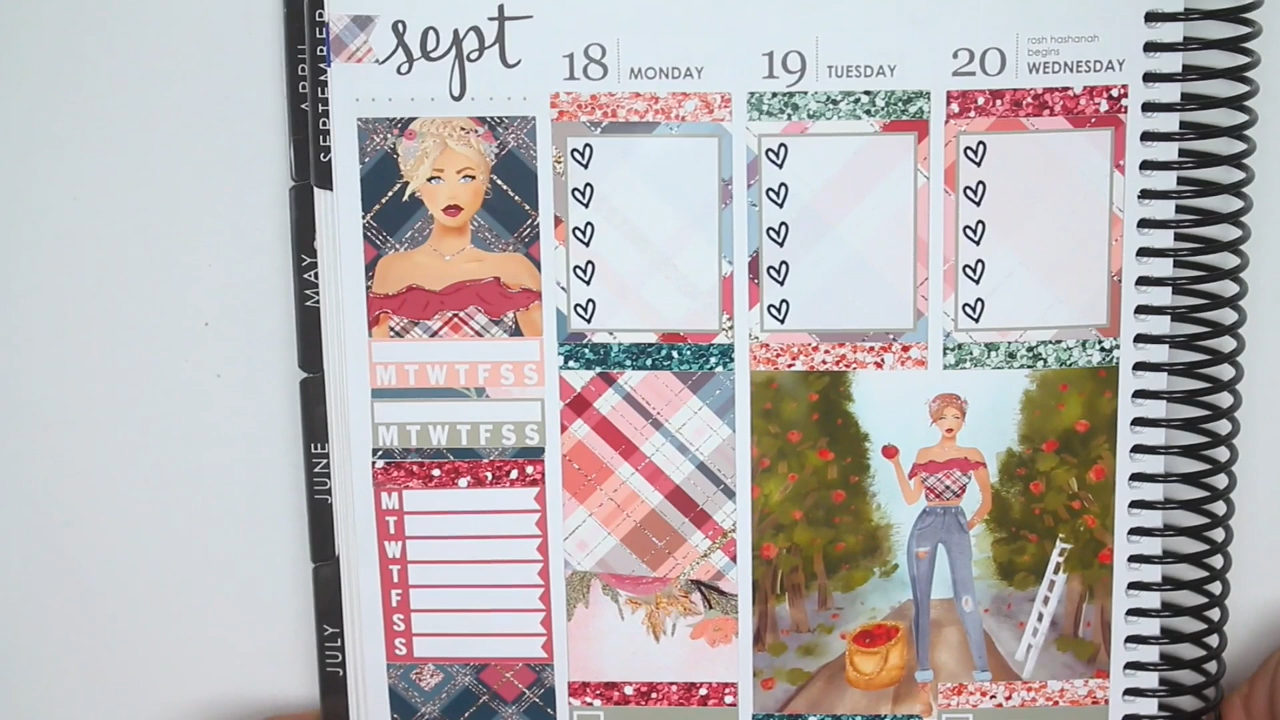 sept
18 MONDAY
19 TUESDAY
20 rosh hashanah
begins
WEDNESDAY
APRIL
SEPTEMBER
MAY
JUNE
JULY
MTWTFSS
MTWTFSS
M
T
W
T
F
S
S